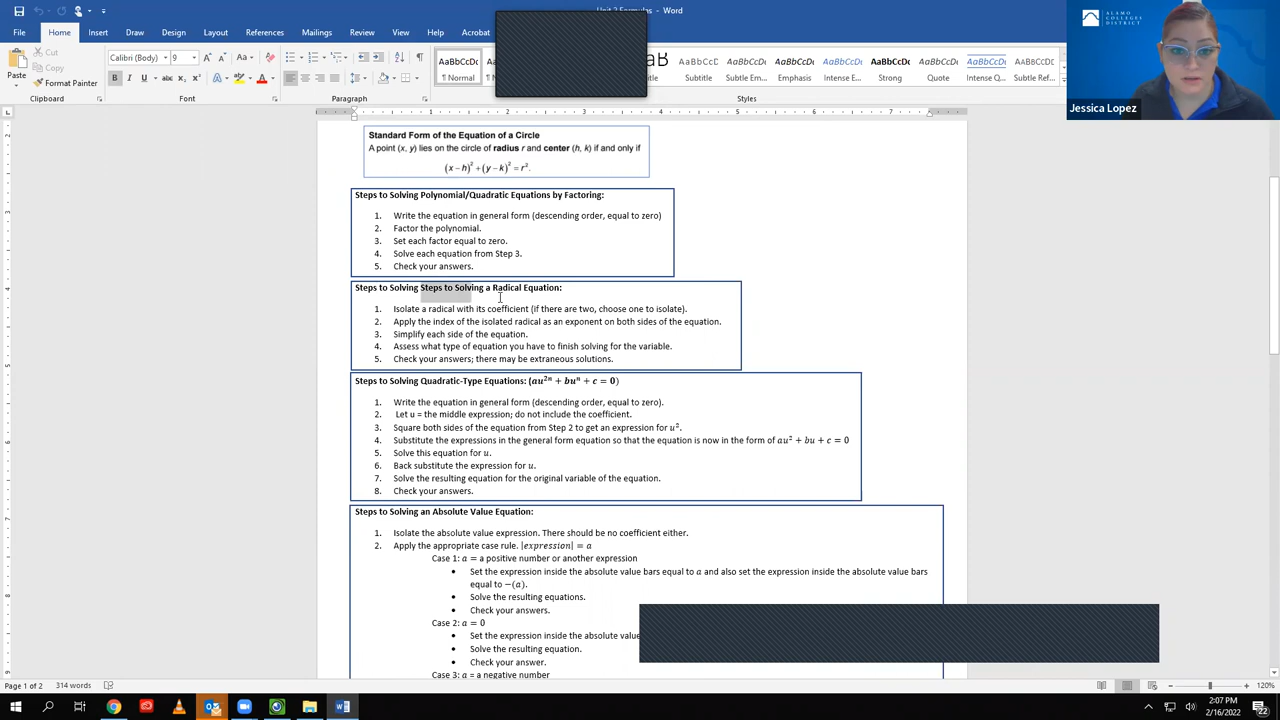 Unit 2 Formulas - Word
File Home Insert Draw Design Layout References Mailings Review View Help Acrobat
Paste
Cut
Copy
Format Painter
Clipboard
Calibri (Body) 9
Font
Paragraph
AaBbCcDc AaBbCcDc AaBbCcDc AaBbCcDc AaBbCcDc AaBbCcDc AaBbCcDc AaBbCcDc AaBbCcDc
¶ Normal Subtitle Subtle Em... Emphasis Intense E... Strong Quote Intense Q... Subtle Ref...
Styles
ALAMO
COLLEGES
DISTRICT
Jessica Lopez
Standard Form of the Equation of a Circle
A point (x, y) lies on the circle of radius r and center (h, k) if and only if
(x – h)² + (y – k)² = r².
Steps to Solving Polynomial/Quadratic Equations by Factoring:
1. Write the equation in general form (descending order, equal to zero)
2. Factor the polynomial.
3. Set each factor equal to zero.
4. Solve each equation from Step 3.
5. Check your answers.
Steps to Solving Steps to Solving a Radical Equation:
1. Isolate a radical with its coefficient (if there are two, choose one to isolate).
2. Apply the index of the isolated radical as an exponent on both sides of the equation.
3. Simplify each side of the equation.
4. Assess what type of equation you have to finish solving for the variable.
5. Check your answers; there may be extraneous solutions.
Steps to Solving Quadratic-Type Equations: (au²ⁿ + buⁿ + c = 0)
1. Write the equation in general form (descending order, equal to zero).
2. Let u = the middle expression; do not include the coefficient.
3. Square both sides of the equation from Step 2 to get an expression for u².
4. Substitute the expressions in the general form equation so that the equation is now in the form of au² + bu + c = 0
5. Solve this equation for u.
6. Back substitute the expression for u.
7. Solve the resulting equation for the original variable of the equation.
8. Check your answers.
Steps to Solving an Absolute Value Equation:
1. Isolate the absolute value expression. There should be no coefficient either.
2. Apply the appropriate case rule. |expression| = a
Case 1: a = a positive number or another expression
• Set the expression inside the absolute value bars equal to a and also set the expression inside the absolute value bars
equal to −(a).
• Solve the resulting equations.
• Check your answers.
Case 2: a = 0
• Set the expression inside the absolute value
• Solve the resulting equation.
• Check your answer.
Case 3: a = a negative number
Page 1 of 2 314 words 120%
2:07 PM
2/16/2022